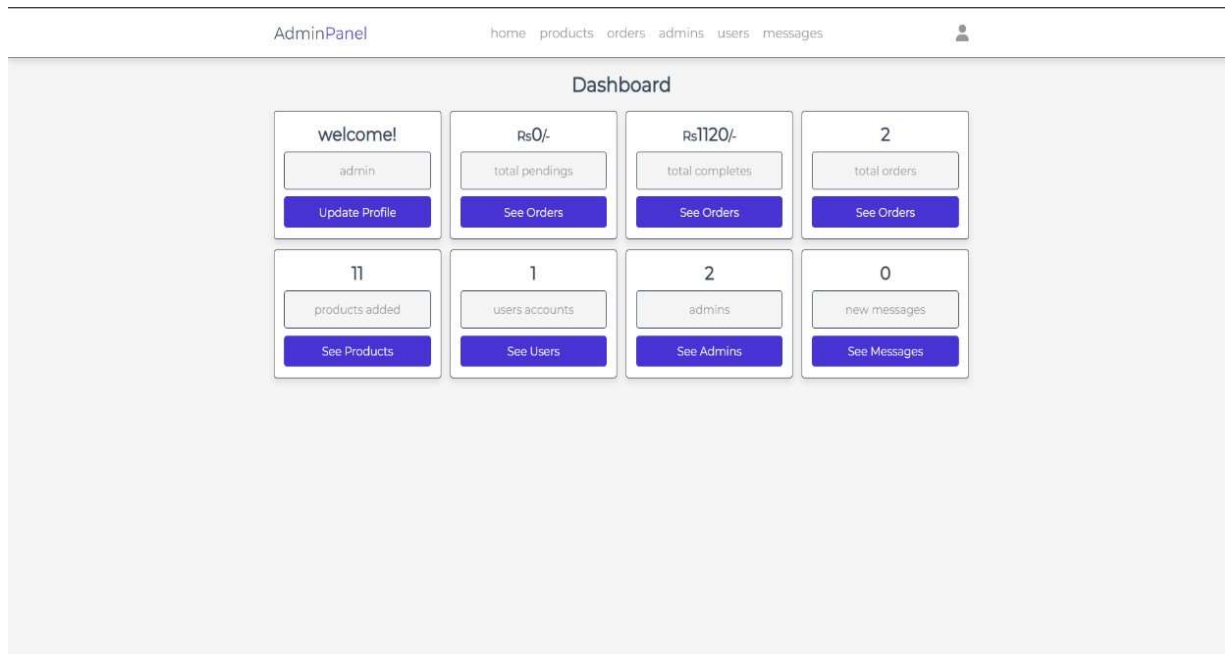 AdminPanel home products orders admins users messages
Dashboard
welcome! Rs0/- Rs1120/- 2
admin total pendings total completes total orders
Update Profile See Orders See Orders See Orders
11 1 2 0
products added users accounts admins new messages
See Products See Users See Admins See Messages